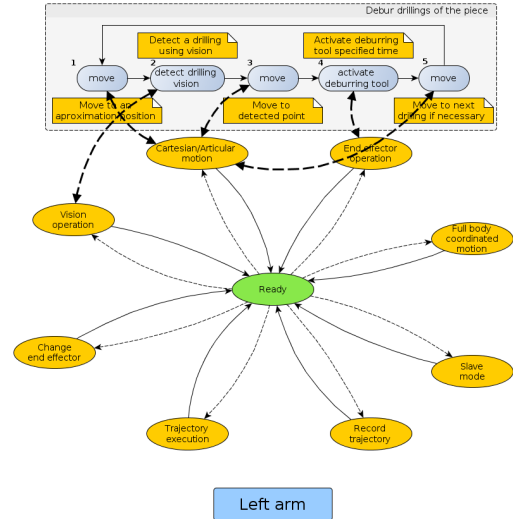 Debur drillings of the piece
Detect a drilling
using vision
Activate deburring
tool specified time
1
2
3
4
5
move
detect drilling
vision
move
activate
deburring tool
move
Move to an
aproximation position
Move to
detected point
Move to next
drilling if necessary
Cartesian/Articular
motion
End effector
operation
Vision
operation
Full body
coordinated
motion
Ready
Change
end effector
Slave
mode
Trajectory
execution
Record
trajectory
Left arm